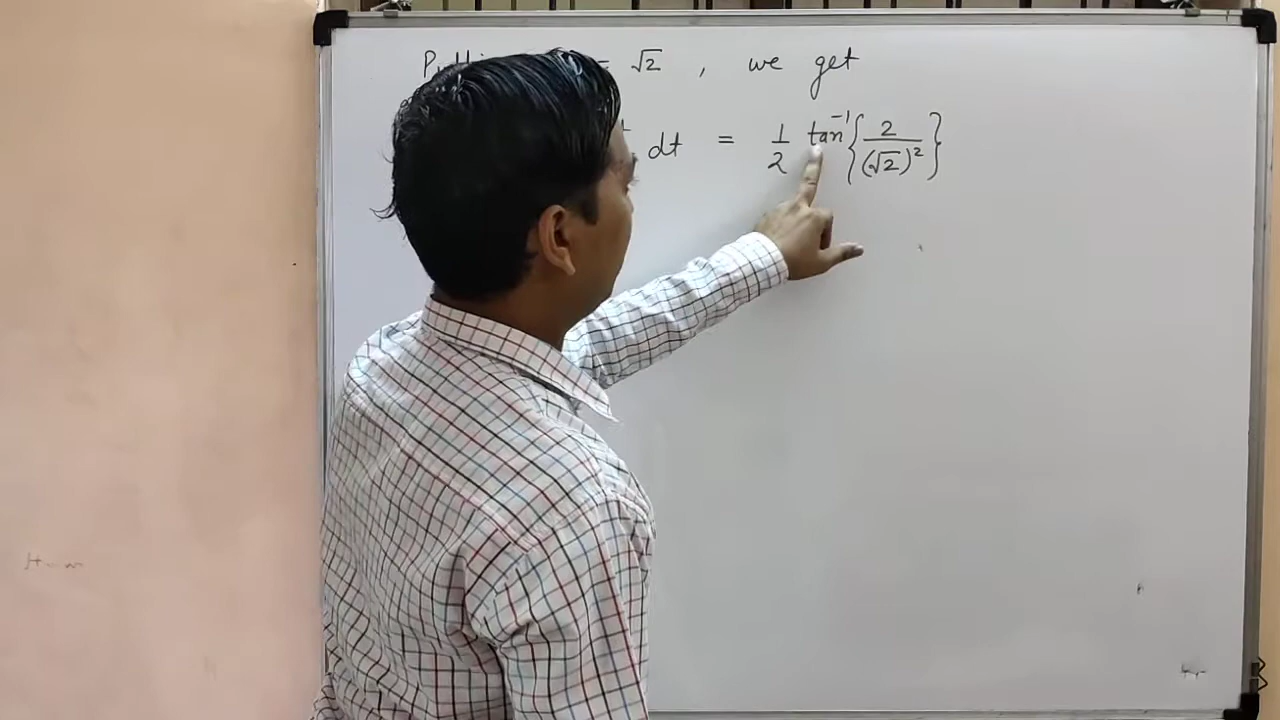 = √2 , we get
dt = 1/2 tan⁻¹ { 2/(√2)² }